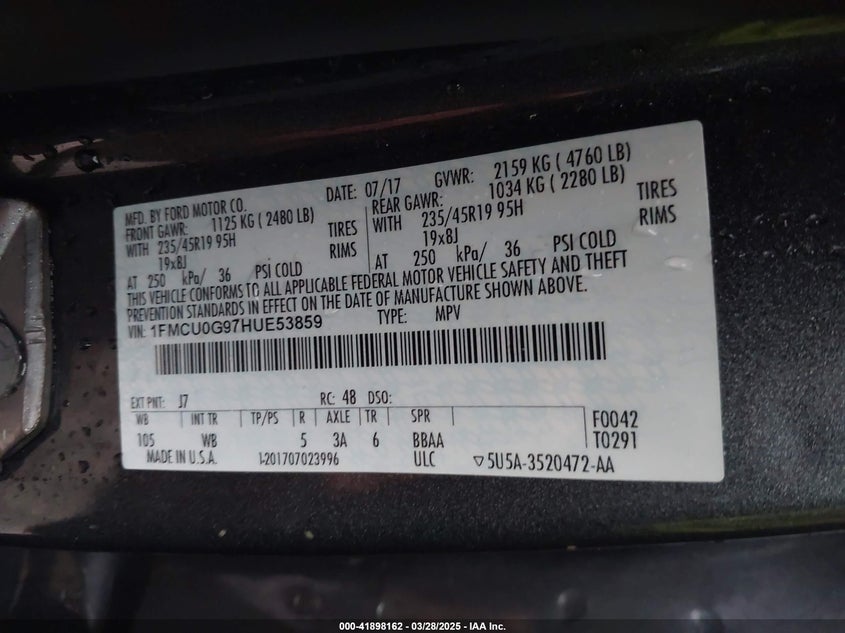 MFD. BY FORD MOTOR CO.
DATE: 07/17
GVWR: 2159 KG ( 4760 LB)
FRONT GAWR: 1125 KG ( 2480 LB)
REAR GAWR: 1034 KG ( 2280 LB)
WITH 235/45R19 95H TIRES
WITH 235/45R19 95H TIRES
19x8J RIMS
19x8J RIMS
AT 250 kPa/ 36 PSI COLD
AT 250 kPa/ 36 PSI COLD
THIS VEHICLE CONFORMS TO ALL APPLICABLE FEDERAL MOTOR VEHICLE SAFETY AND THEFT
PREVENTION STANDARDS IN EFFECT ON THE DATE OF MANUFACTURE SHOWN ABOVE.
VIN: 1FMCU0G97HUE53859
TYPE: MPV
EXT PNT: J7 RC: 48 DSO:
WB INT TR TP/PS R AXLE TR SPR
F0042
105 WB 5 3A 6 BBAA
T0291
MADE IN U.S.A. 1-201707023996 ULC ▽5U5A-3520472-AA
000-41898162 — 03/28/2025 - IAA Inc.